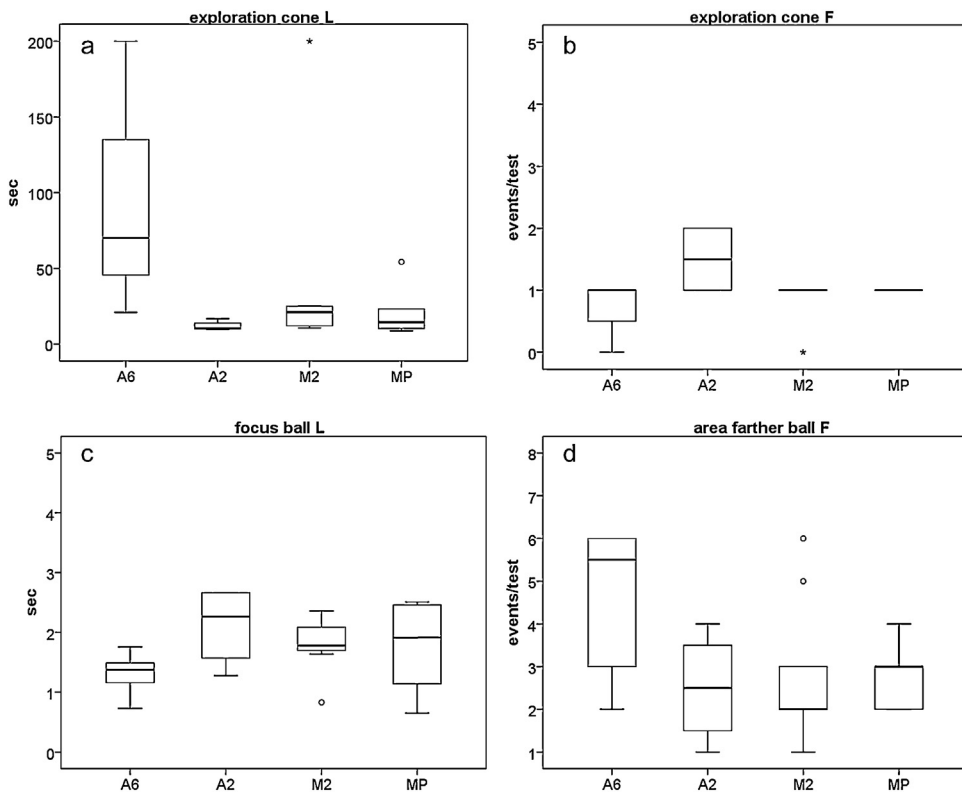 exploration cone L
a
200
150
100
50
0
sec
A6 A2 M2 MP
exploration cone F
b
5
4
3
2
1
0
events/test
A6 A2 M2 MP
focus ball L
c
5
4
3
2
1
0
sec
A6 A2 M2 MP
area farther ball F
d
8
7
6
5
4
3
2
1
events/test
A6 A2 M2 MP